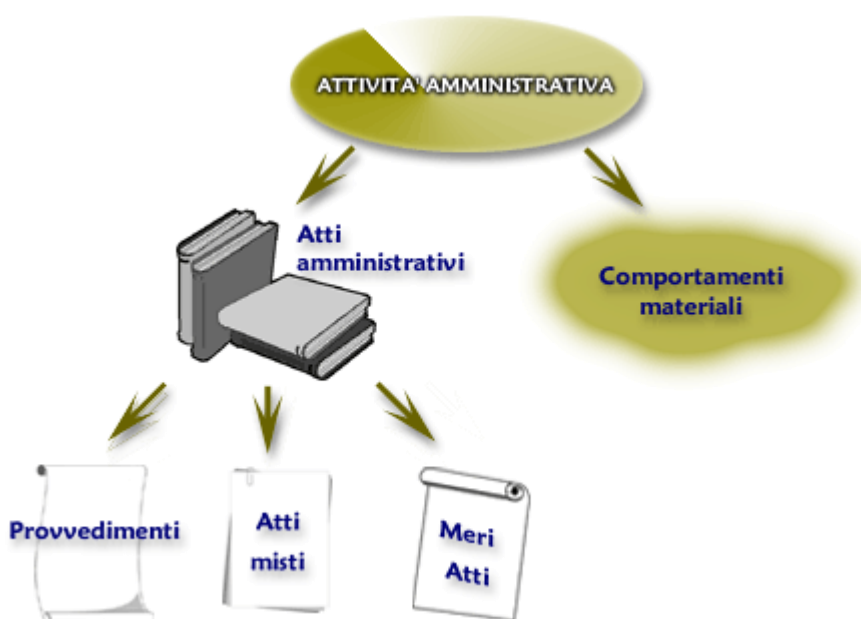 ATTIVITA' AMMINISTRATIVA
Atti
amministrativi
Comportamenti
materiali
Provvedimenti
Atti
misti
Meri
Atti